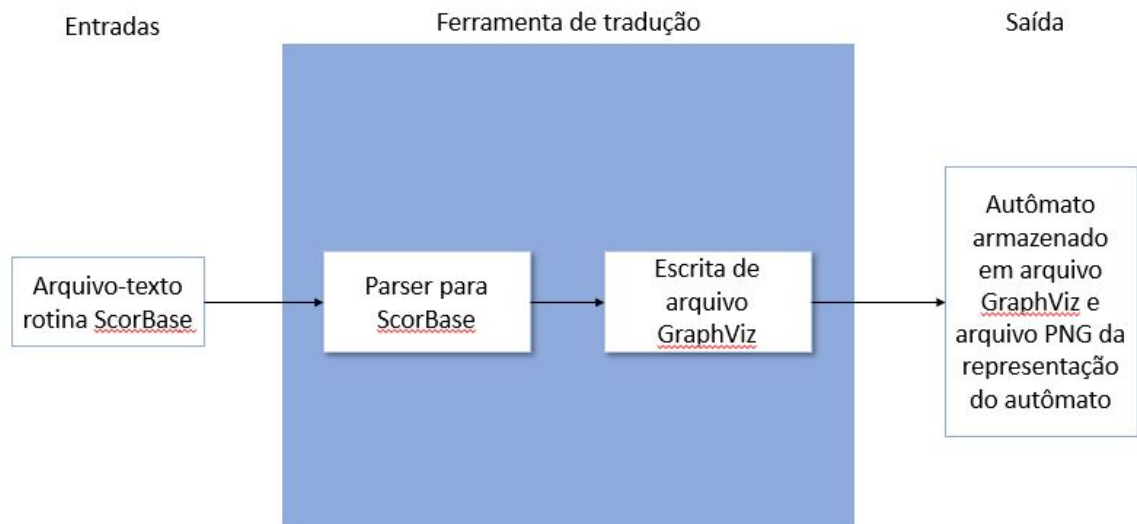 Entradas
Ferramenta de tradução
Saída
Arquivo-texto
rotina ScorBase
Parser para
ScorBase
Escrita de
arquivo
GraphViz
Autômato
armazenado
em arquivo
GraphViz e
arquivo PNG da
representação
do autômato